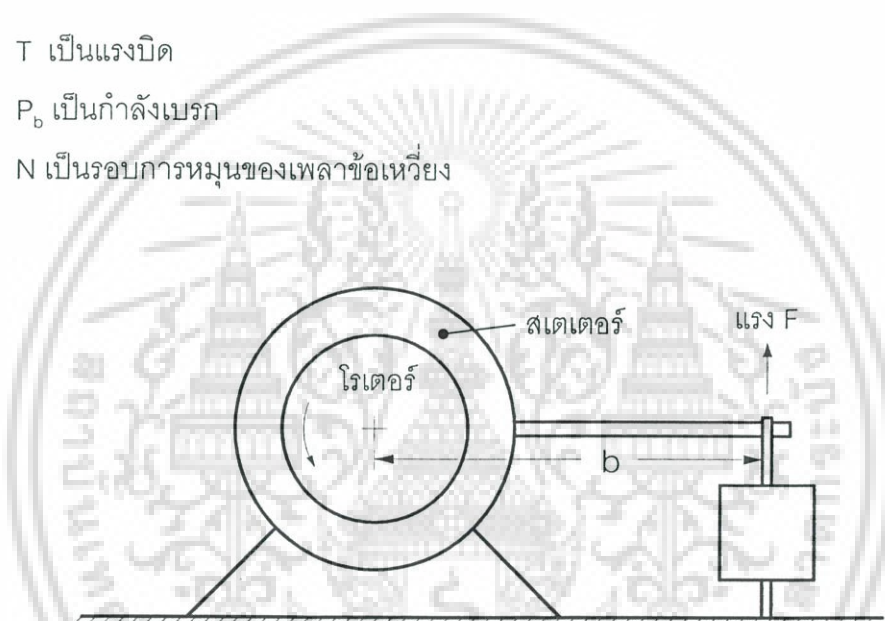 T เป็นแรงบิด
P_b เป็นกำลังเบรก
N เป็นรอบการหมุนของเพลาข้อเหวี่ยง
สเตเตอร์
แรง F
โรเตอร์
b